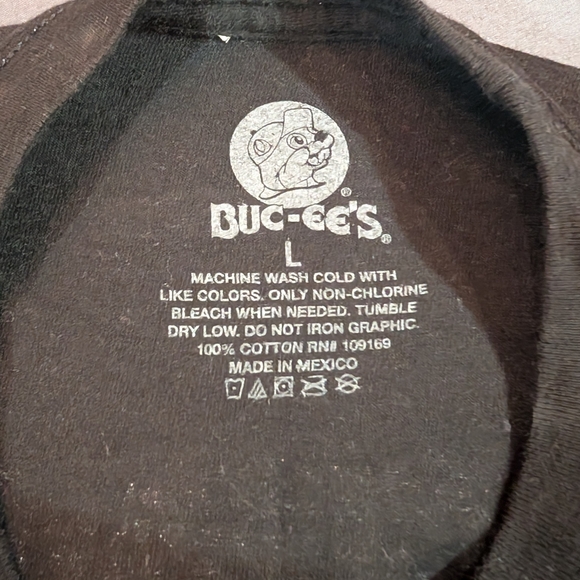 BUC-EE'S®
L
MACHINE WASH COLD WITH
LIKE COLORS. ONLY NON-CHLORINE
BLEACH WHEN NEEDED. TUMBLE
DRY LOW. DO NOT IRON GRAPHIC.
100% COTTON RN# 109169
MADE IN MEXICO